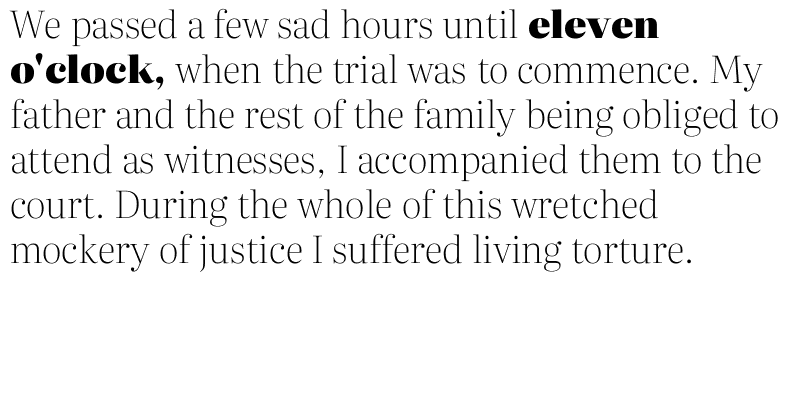 We passed a few sad hours until eleven
o'clock, when the trial was to commence. My
father and the rest of the family being obliged to
attend as witnesses, I accompanied them to the
court. During the whole of this wretched
mockery of justice I suffered living torture.